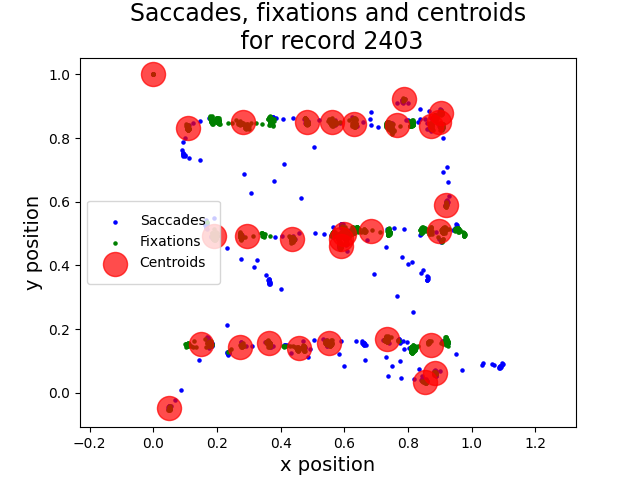 Saccades, fixations and centroids
for record 2403
1.0
0.8
0.6
0.4
0.2
0.0
y position
Saccades
Fixations
Centroids
−0.2
0.0
0.2
0.4
0.6
0.8
1.0
1.2
x position